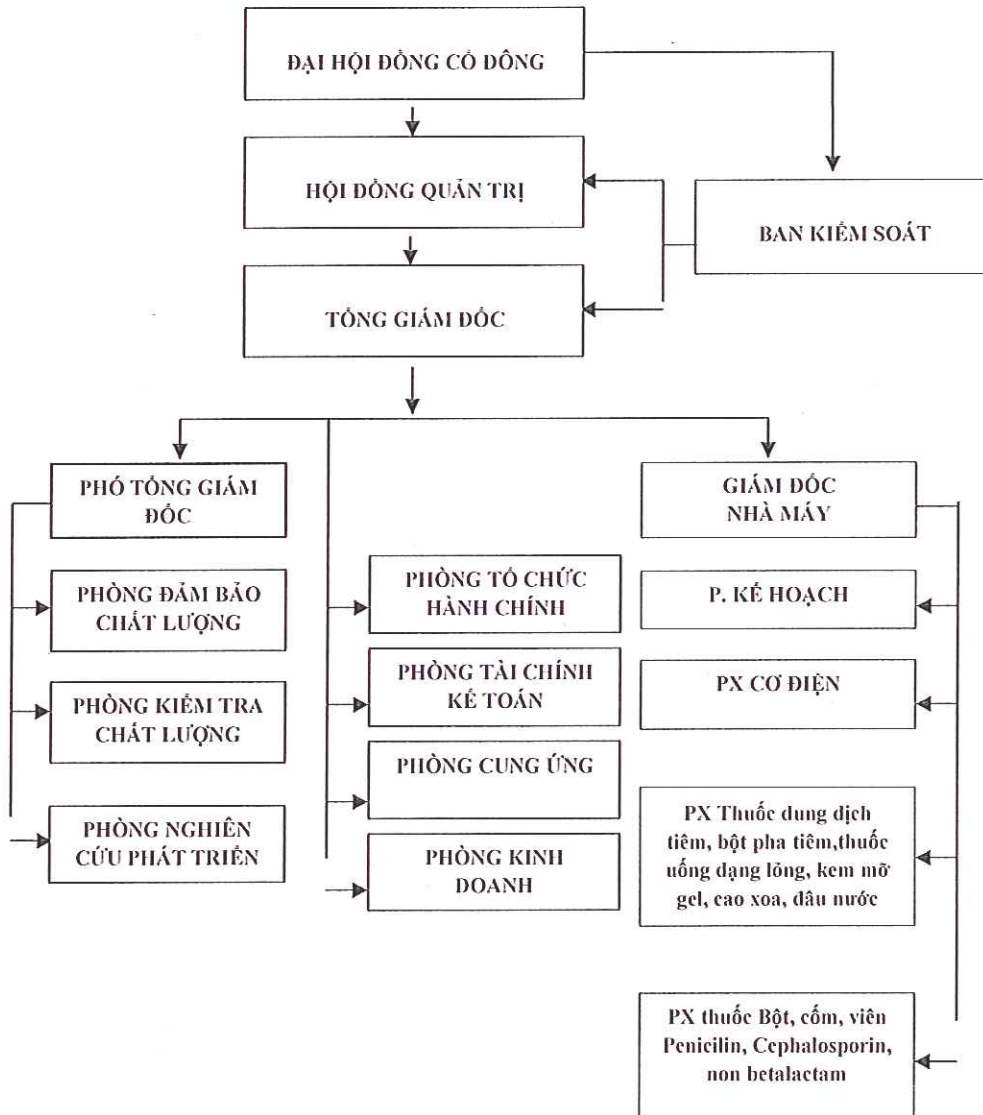 ĐẠI HỘI ĐỒNG CỔ ĐÔNG
HỘI ĐỒNG QUẢN TRỊ
BAN KIỂM SOÁT
TỔNG GIÁM ĐỐC
PHÓ TỔNG GIÁM
ĐỐC
PHÒNG ĐẢM BẢO
CHẤT LƯỢNG
PHÒNG KIỂM TRA
CHẤT LƯỢNG
PHÒNG NGHIÊN
CỨU PHÁT TRIỂN
PHÒNG TỔ CHỨC
HÀNH CHÍNH
PHÒNG TÀI CHÍNH
KẾ TOÁN
PHÒNG CUNG ỨNG
PHÒNG KINH
DOANH
GIÁM ĐỐC
NHÀ MÁY
P. KẾ HOẠCH
PX CƠ ĐIỆN
PX Thuốc dung dịch
tiêm, bột pha tiêm,thuốc
uống dạng lỏng, kem mỡ
gel, cao xoa, dầu nước
PX thuốc Bột, cốm, viên
Penicilin, Cephalosporin,
non betalactam